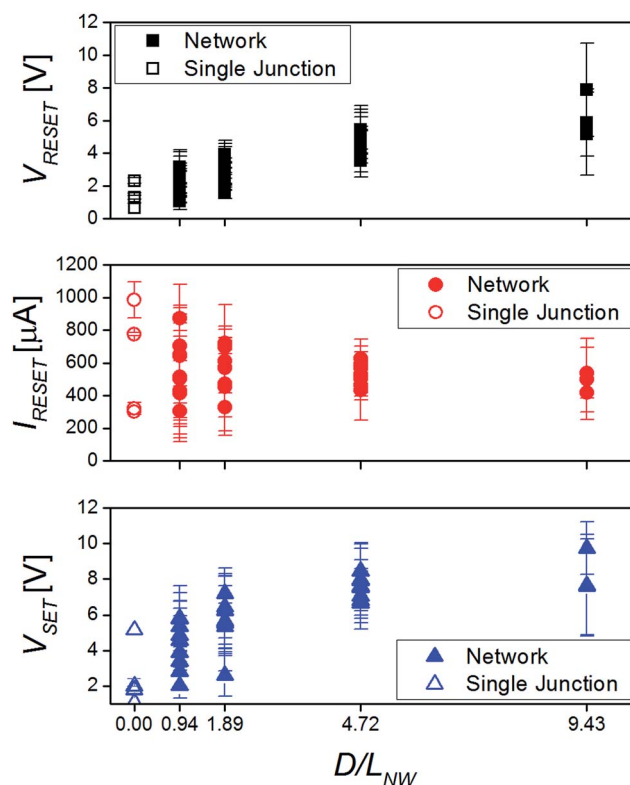 12
10
8
6
4
2
0
V_RESET [V]
Network
Single Junction
1200
1000
800
600
400
200
0
I_RESET [μA]
Network
Single Junction
12
10
8
6
4
2
V_SET [V]
Network
Single Junction
0.00 0.94 1.89 4.72 9.43
D/L_NW